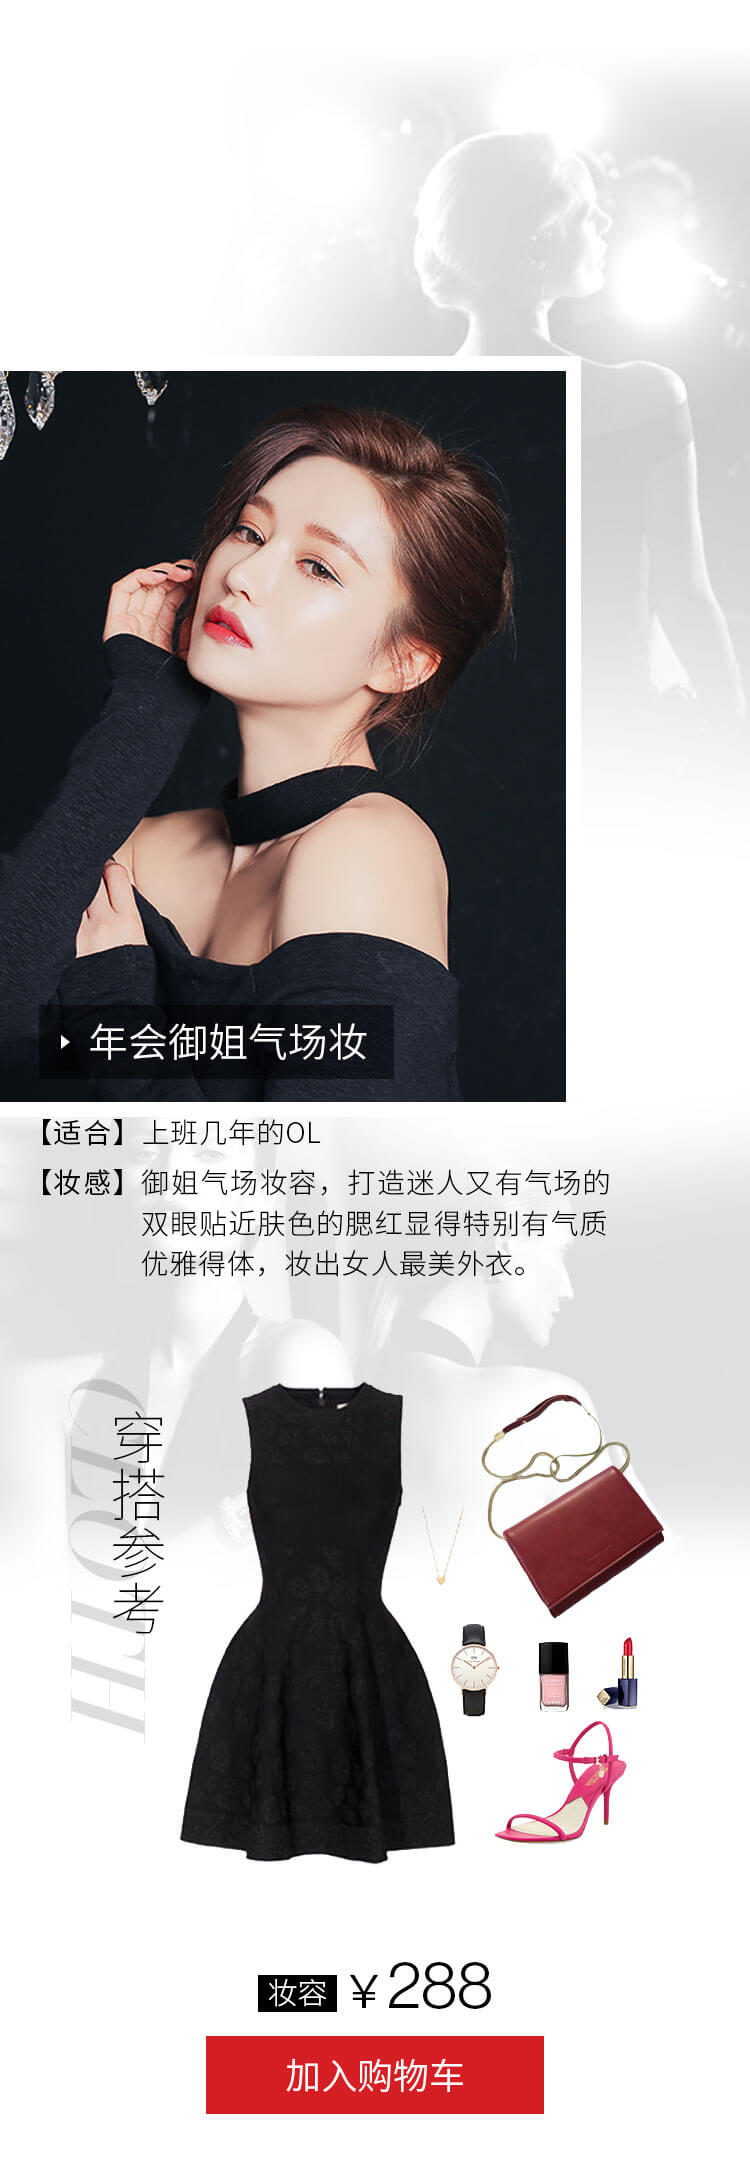 年会御姐气场妆
【适合】上班几年的OL
【妆感】御姐气场妆容，打造迷人又有气场的
双眼贴近肤色的腮红显得特别有气质
优雅得体，妆出女人最美外衣。
穿搭参考
CLOTH
妆容 ¥288
加入购物车